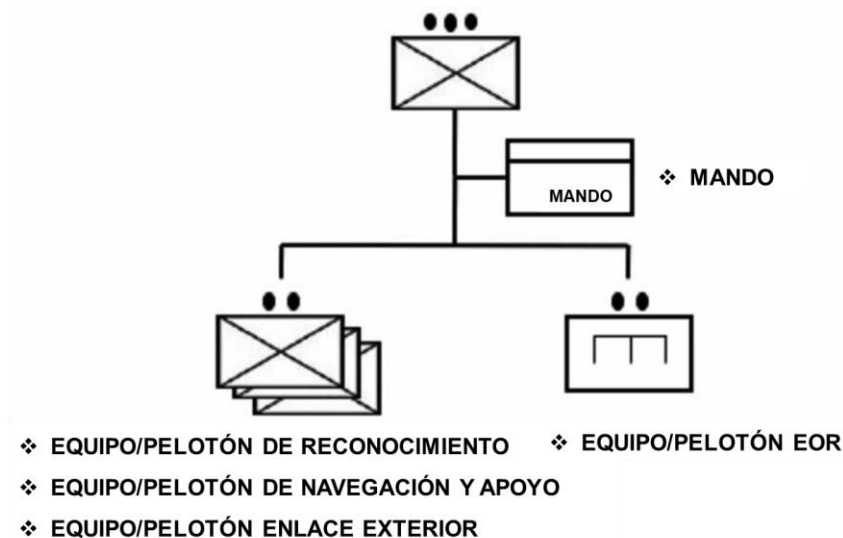 MANDO
❖ MANDO
❖ EQUIPO/PELOTÓN DE RECONOCIMIENTO
❖ EQUIPO/PELOTÓN EOR
❖ EQUIPO/PELOTÓN DE NAVEGACIÓN Y APOYO
❖ EQUIPO/PELOTÓN ENLACE EXTERIOR